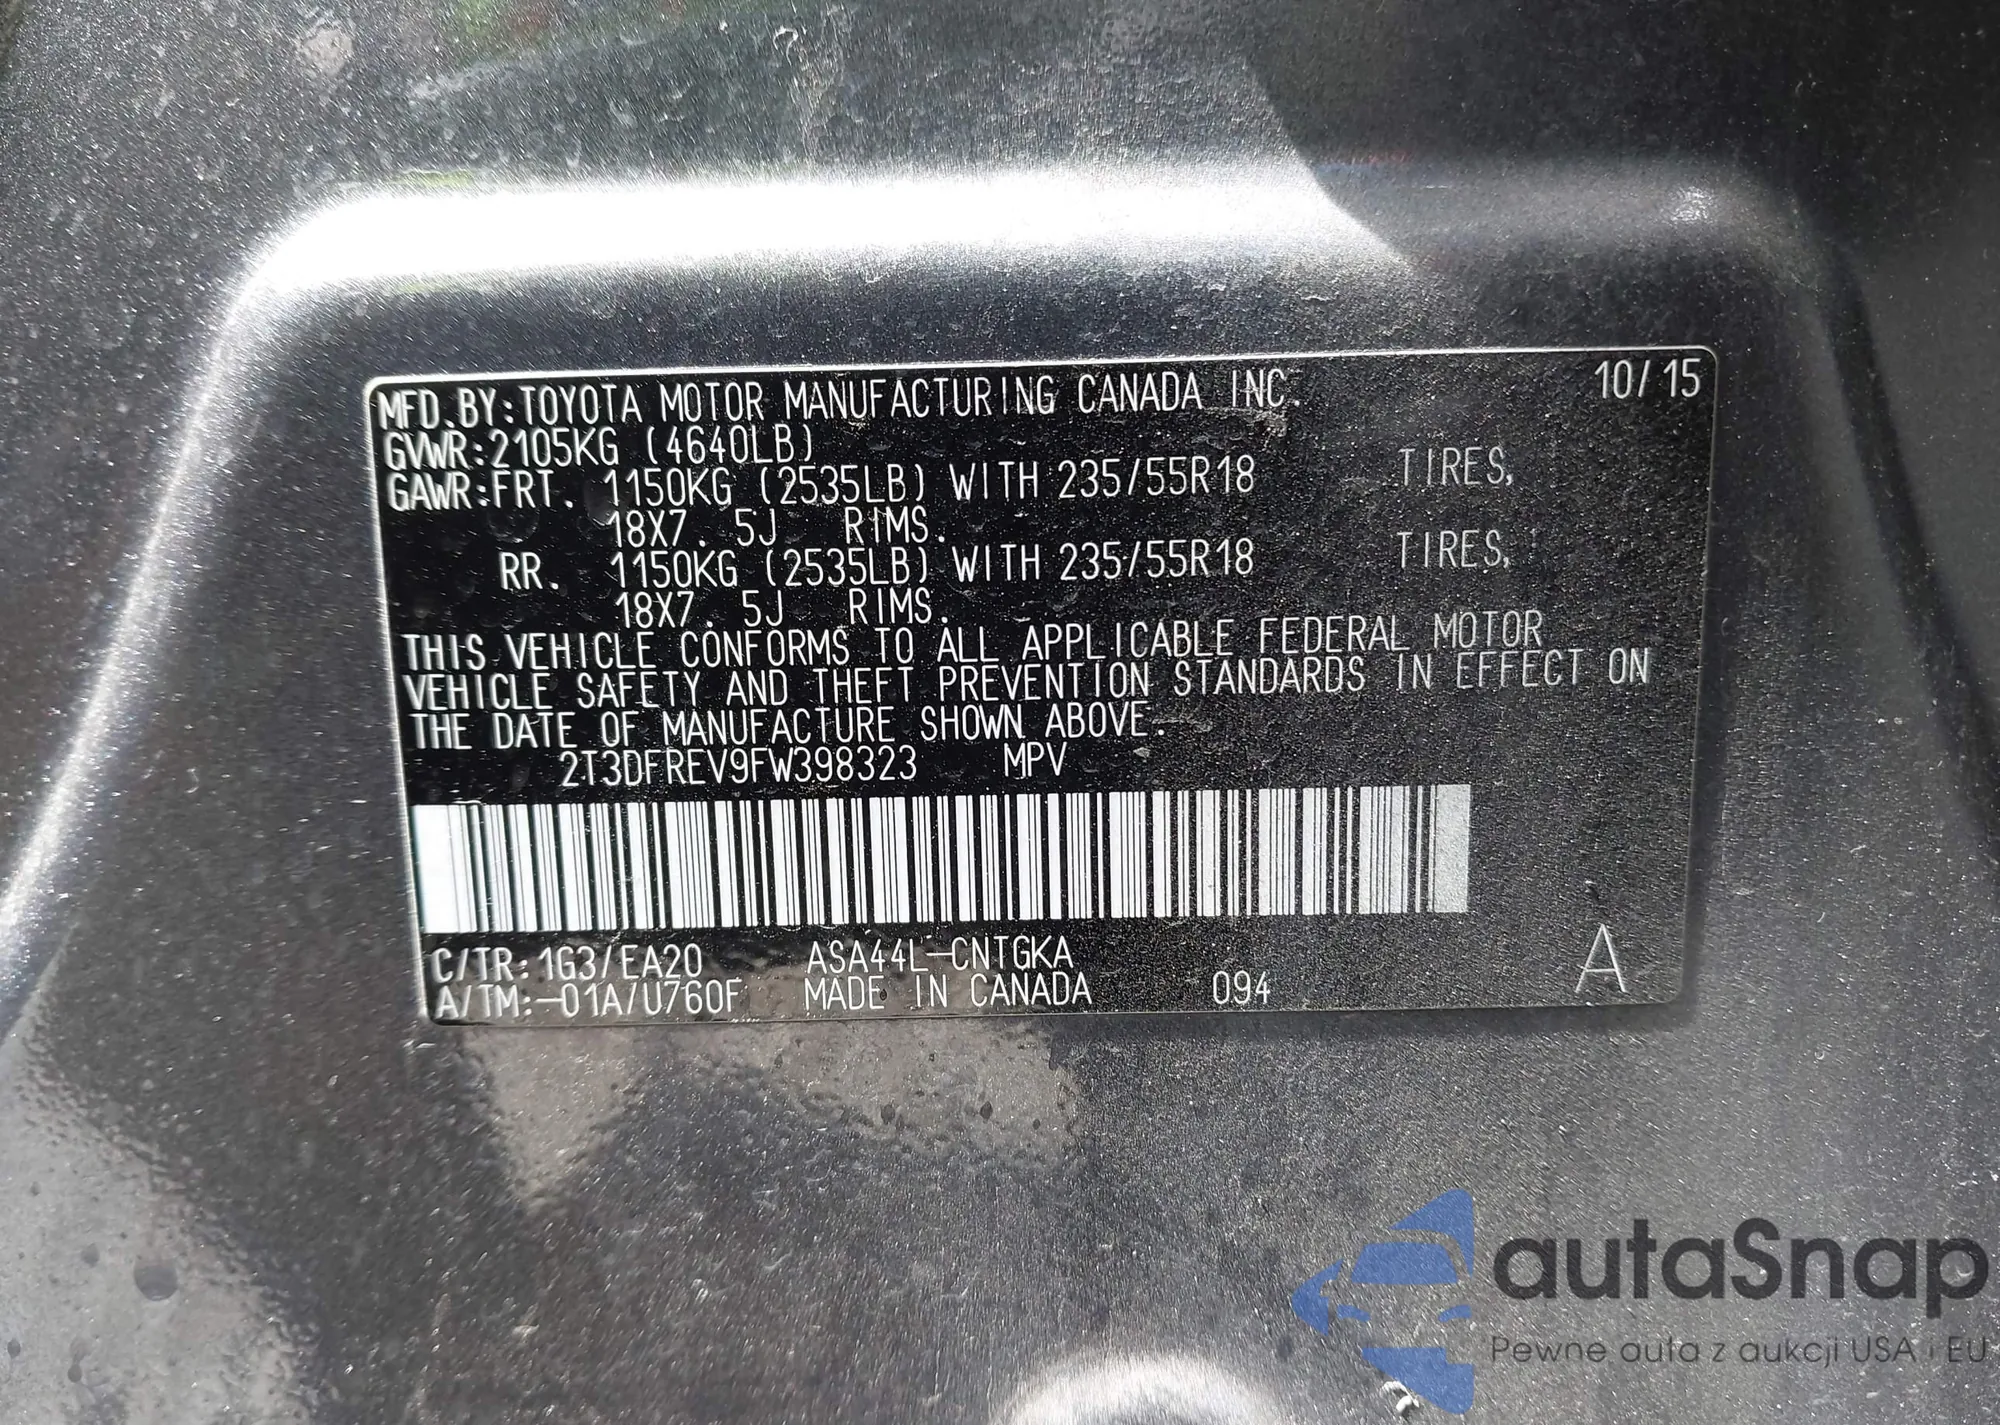 MFD.BY:TOYOTA MOTOR MANUFACTURING CANADA INC. 10/15
GVWR:2105KG (4640LB)
GAWR:FRT. 1150KG (2535LB) WITH 235/55R18 TIRES,
18X7. 5J RIMS.
RR. 1150KG (2535LB) WITH 235/55R18 TIRES,
18X7. 5J RIMS.
THIS VEHICLE CONFORMS TO ALL APPLICABLE FEDERAL MOTOR
VEHICLE SAFETY AND THEFT PREVENTION STANDARDS IN EFFECT ON
THE DATE OF MANUFACTURE SHOWN ABOVE.
2T3DFREV9FW398323 MPV
C/TR:1G3/EA20 ASA44L-CNTGKA
A/TM:-01A/U760F MADE IN CANADA 094 A
autaSnap
Pewne auta z aukcji USA i EU